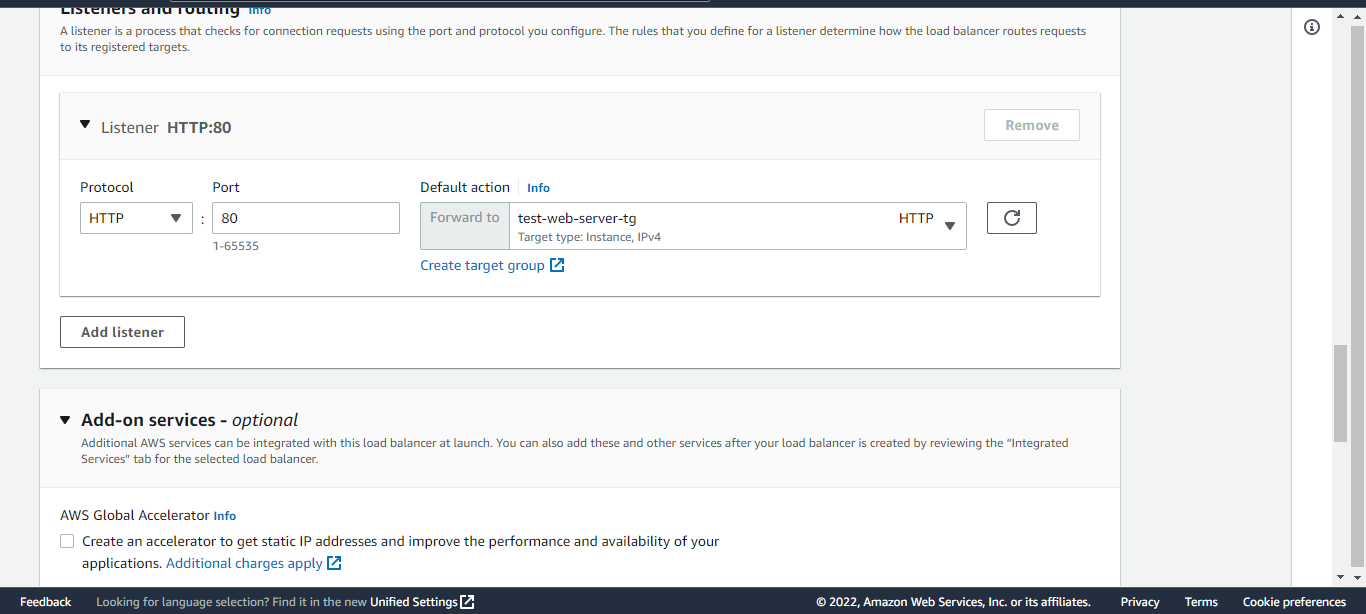 Listeners and routing Info
A listener is a process that checks for connection requests using the port and protocol you configure. The rules that you define for a listener determine how the load balancer routes requests
to its registered targets.
Listener HTTP:80
Remove
Protocol
Port
Default action Info
HTTP
:
80
Forward to
test-web-server-tg
HTTP
Target type: Instance, IPv4
1-65535
Create target group
Add listener
Add-on services - optional
Additional AWS services can be integrated with this load balancer at launch. You can also add these and other services after your load balancer is created by reviewing the “Integrated
Services” tab for the selected load balancer.
AWS Global Accelerator Info
Create an accelerator to get static IP addresses and improve the performance and availability of your
applications. Additional charges apply
Feedback
Looking for language selection? Find it in the new Unified Settings
© 2022, Amazon Web Services, Inc. or its affiliates.
Privacy
Terms
Cookie preferences